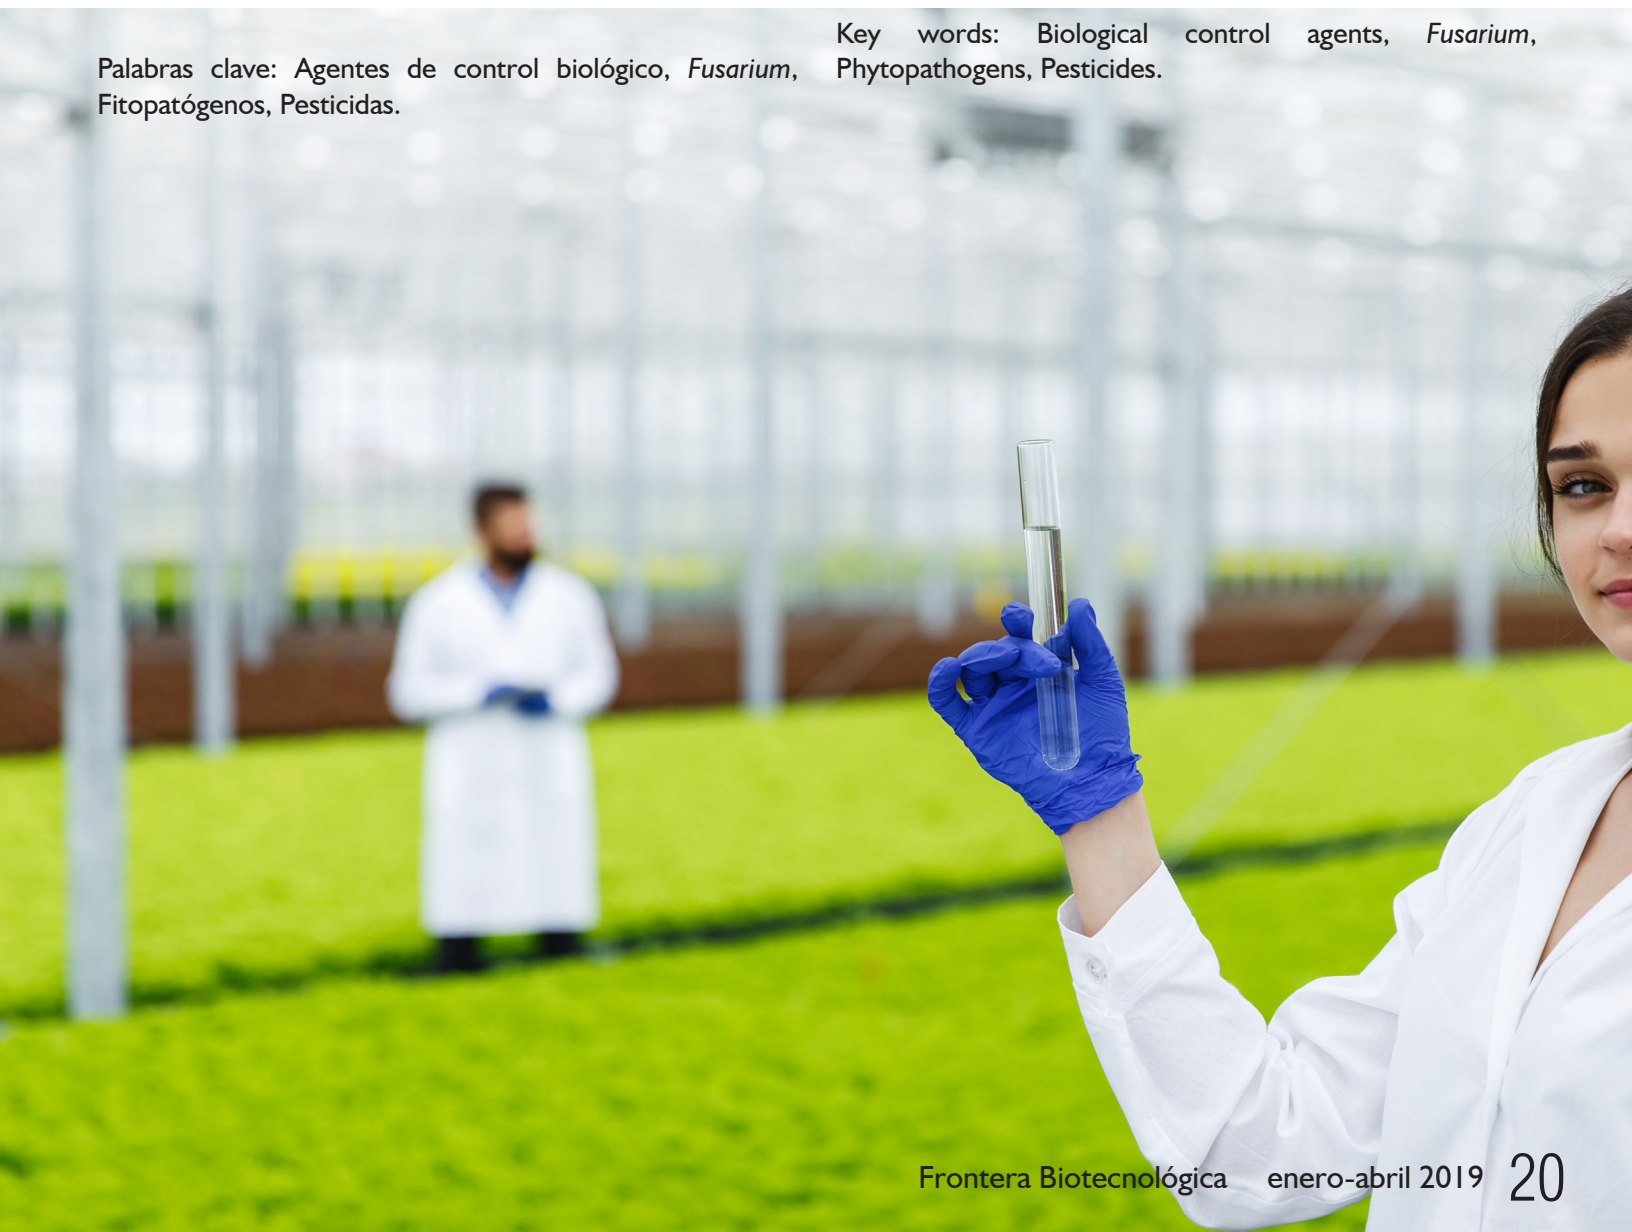 Palabras clave: Agentes de control biológico, Fusarium,
Fitopatógenos, Pesticidas.
Key words: Biological control agents, Fusarium,
Phytopathogens, Pesticides.
Frontera Biotecnológica enero-abril 2019 20